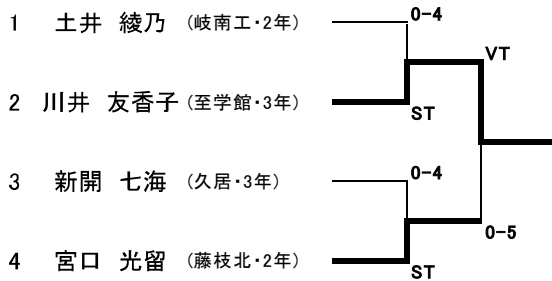 1 土井 綾乃 (岐南工・2年)
0-4
VT
2 川井 友香子 (至学館・3年)
ST
3 新開 七海 (久居・3年)
0-4
0-5
4 宮口 光留 (藤枝北・2年)
ST